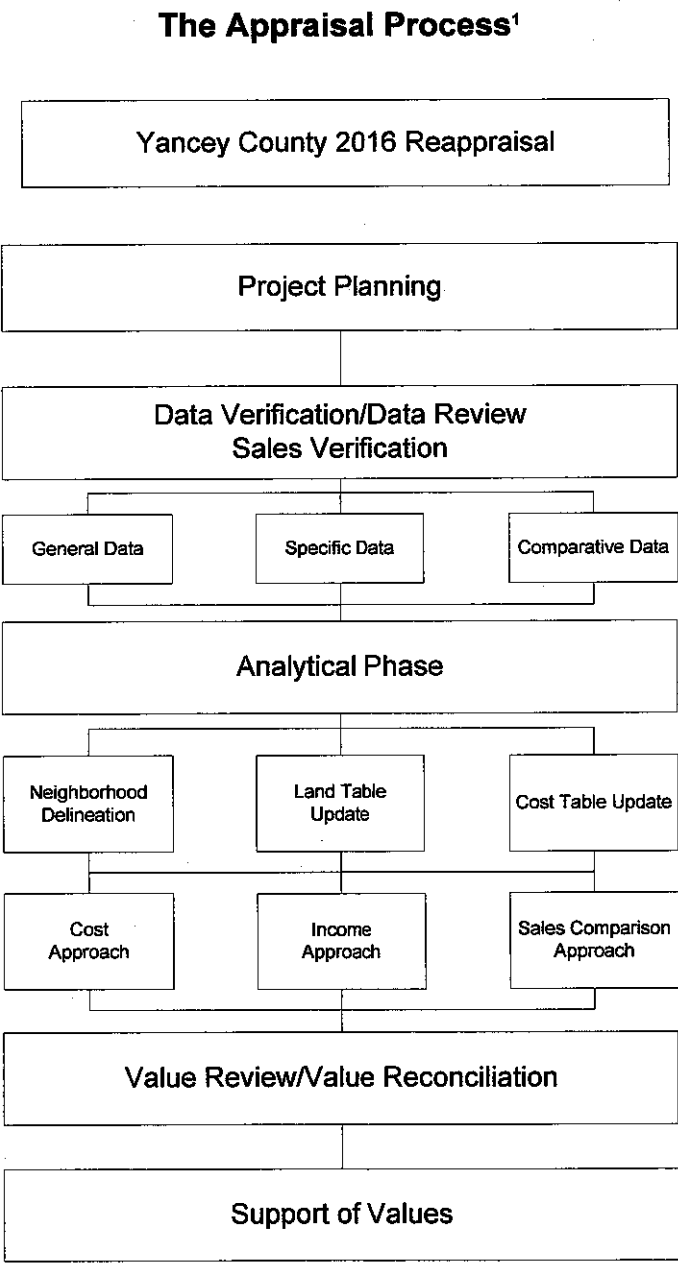 The Appraisal Process¹
Yancey County 2016 Reappraisal
Project Planning
Data Verification/Data Review
Sales Verification
General Data
Specific Data
Comparative Data
Analytical Phase
Neighborhood
Delineation
Land Table
Update
Cost Table Update
Cost
Approach
Income
Approach
Sales Comparison
Approach
Value Review/Value Reconciliation
Support of Values